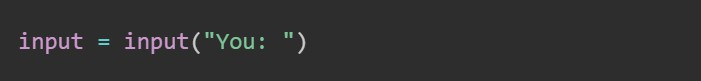 input = input("You: ")